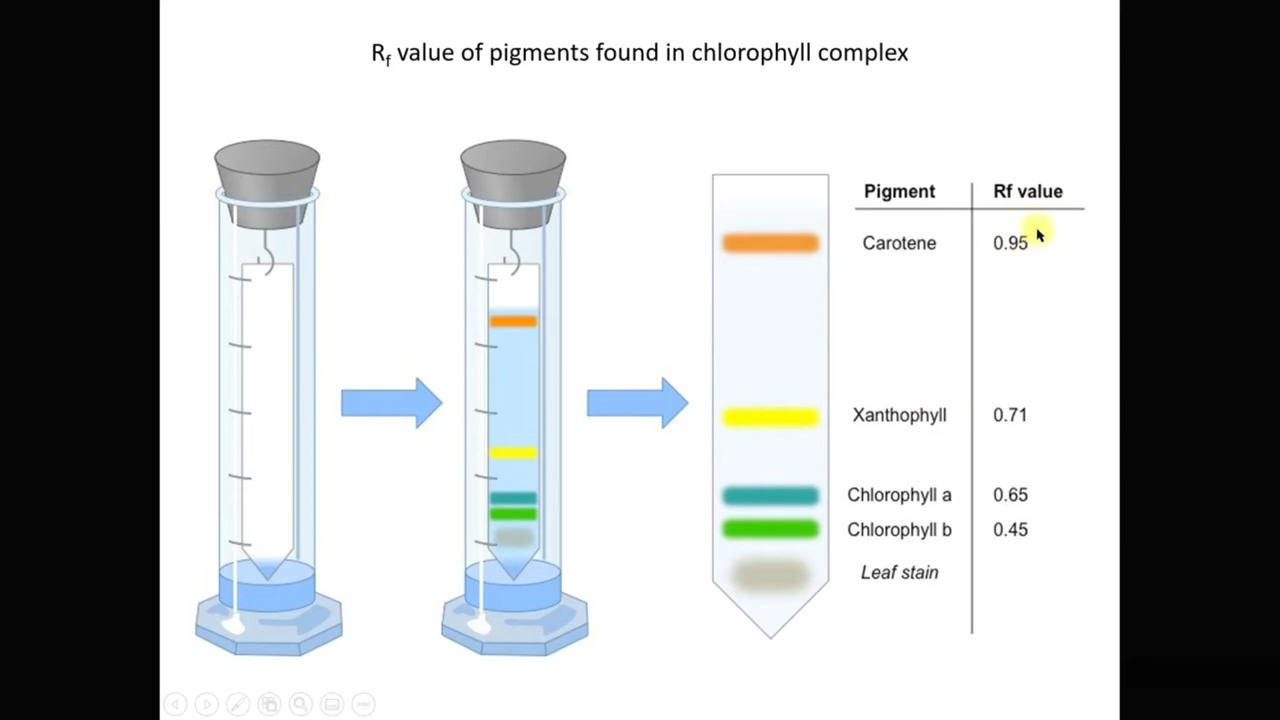 Rf value of pigments found in chlorophyll complex
Pigment Rf value
Carotene 0.95
Xanthophyll 0.71
Chlorophyll a 0.65
Chlorophyll b 0.45
Leaf stain